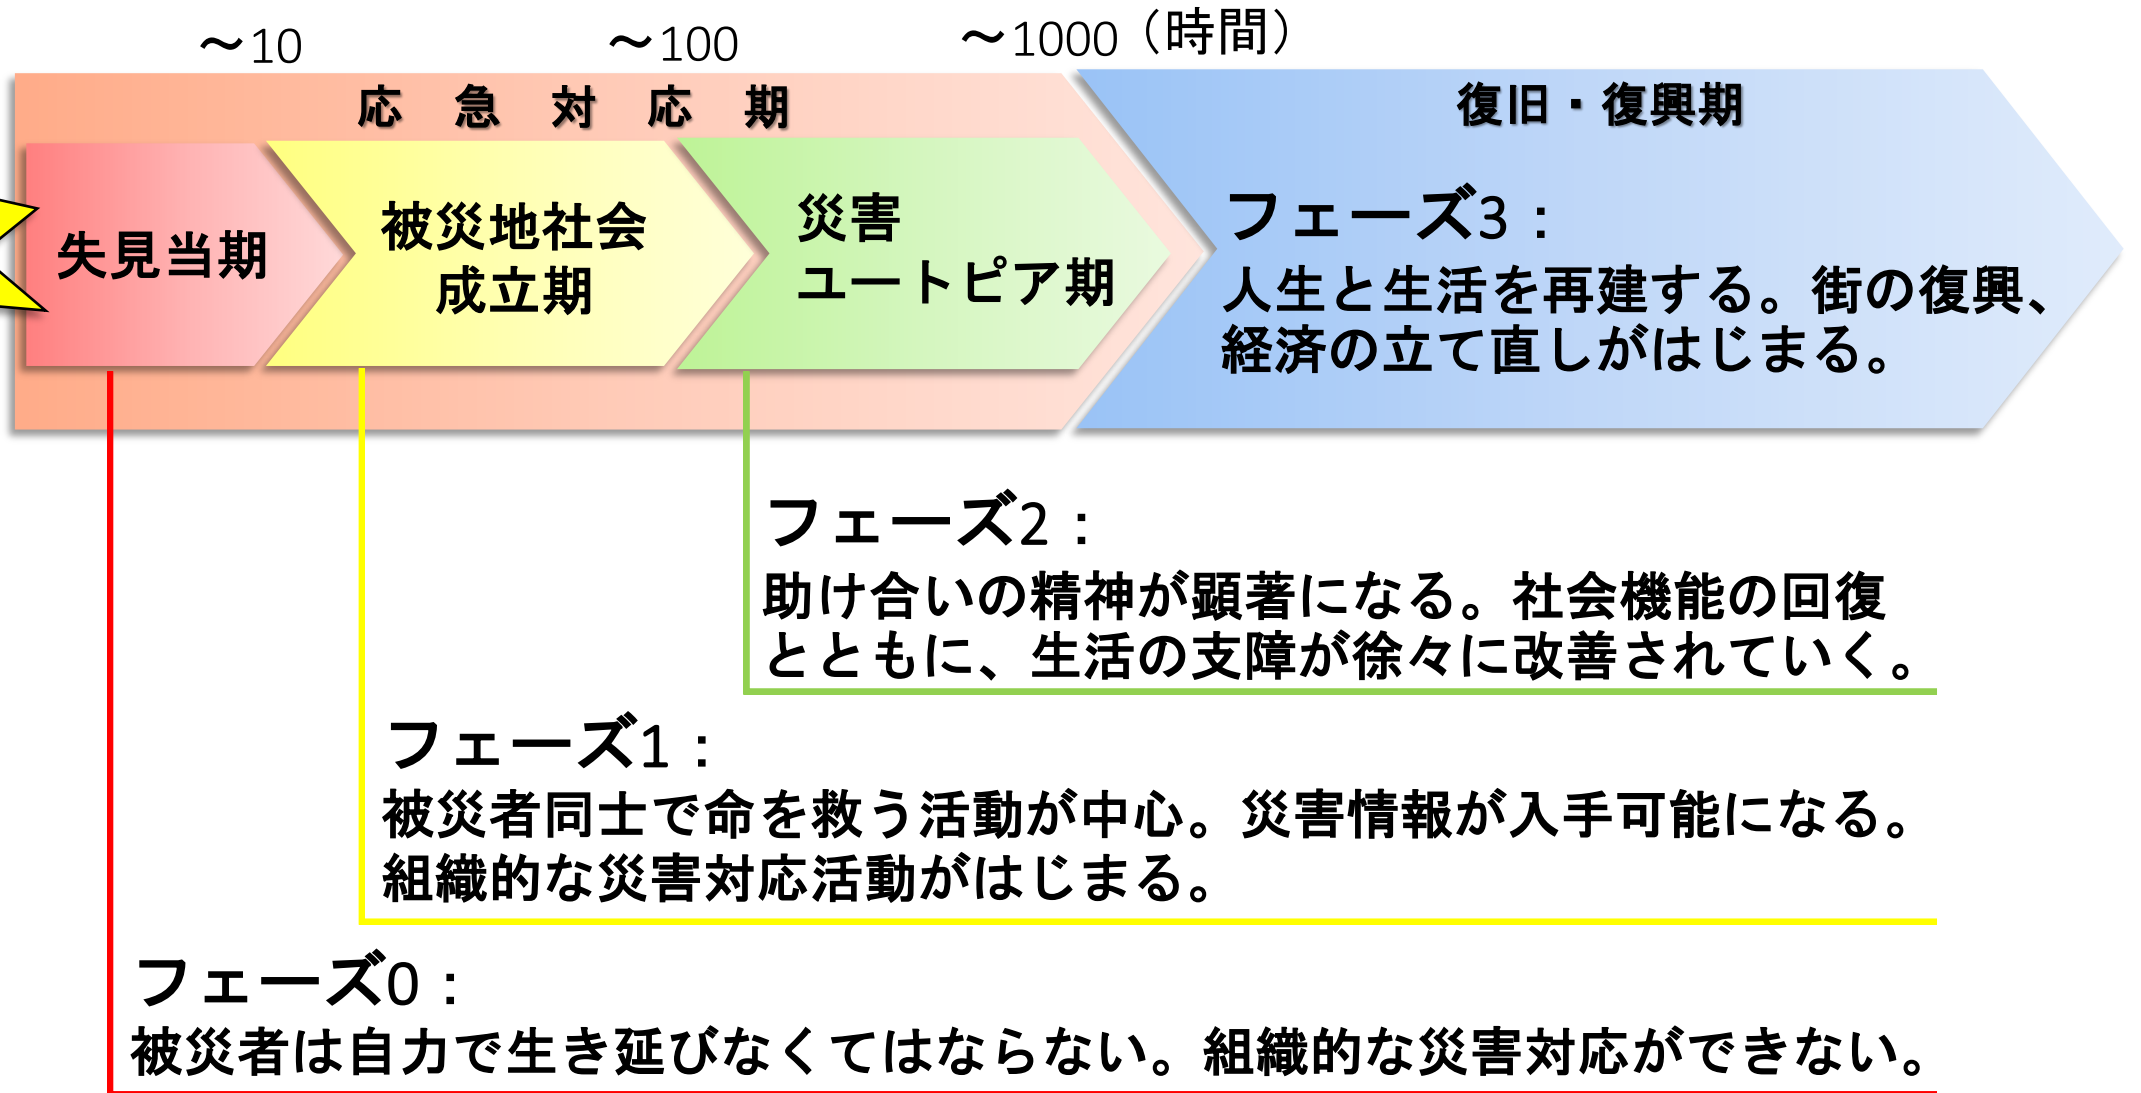 ～10
～100
～1000（時間）
応急対応期
復旧・復興期
失見当期
被災地社会
成立期
災害
ユートピア期
フェーズ3：
人生と生活を再建する。街の復興、
経済の立て直しがはじまる。
フェーズ2：
助け合いの精神が顕著になる。社会機能の回復
とともに、生活の支障が徐々に改善されていく。
フェーズ1：
被災者同士で命を救う活動が中心。災害情報が入手可能になる。
組織的な災害対応活動がはじまる。
フェーズ0：
被災者は自力で生き延びなくてはならない。組織的な災害対応ができない。